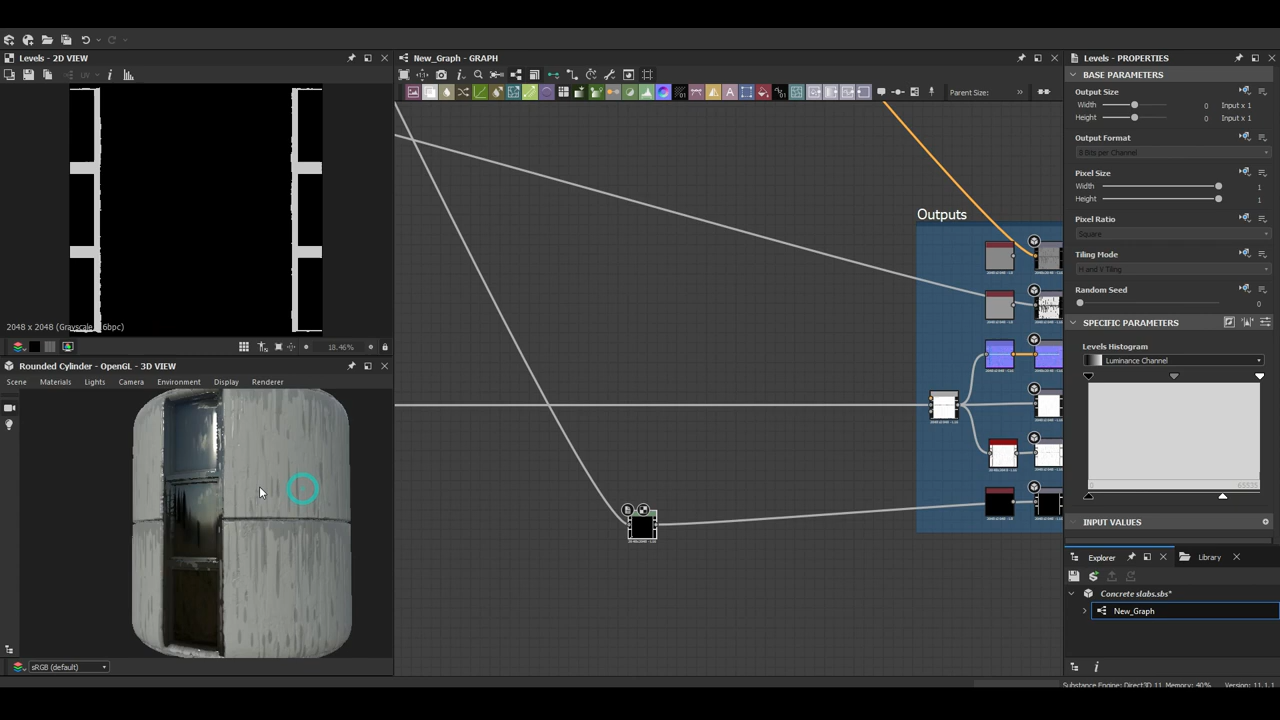 Levels - 2D VIEW
New_Graph - GRAPH
Levels - PROPERTIES
UV
Parent Size:
BASE PARAMETERS
Output Size
Width 0 Input x 1
Height 0 Input x 1
Output Format
8 Bits per Channel
Pixel Size
Width 1
Height 1
Pixel Ratio
Square
Tiling Mode
H and V Tiling
Random Seed
0
SPECIFIC PARAMETERS
Levels Histogram
Luminance Channel
0 65535
INPUT VALUES
Outputs
2048 x 2048 (Grayscale, 16bpc)
18.46%
Rounded Cylinder - OpenGL - 3D VIEW
Scene Materials Lights Camera Environment Display Renderer
sRGB (default)
Explorer
Library
Concrete slabs.sbs*
New_Graph
Substance Engine: Direct3D 11 Memory: 40%
Version: 11.1.1